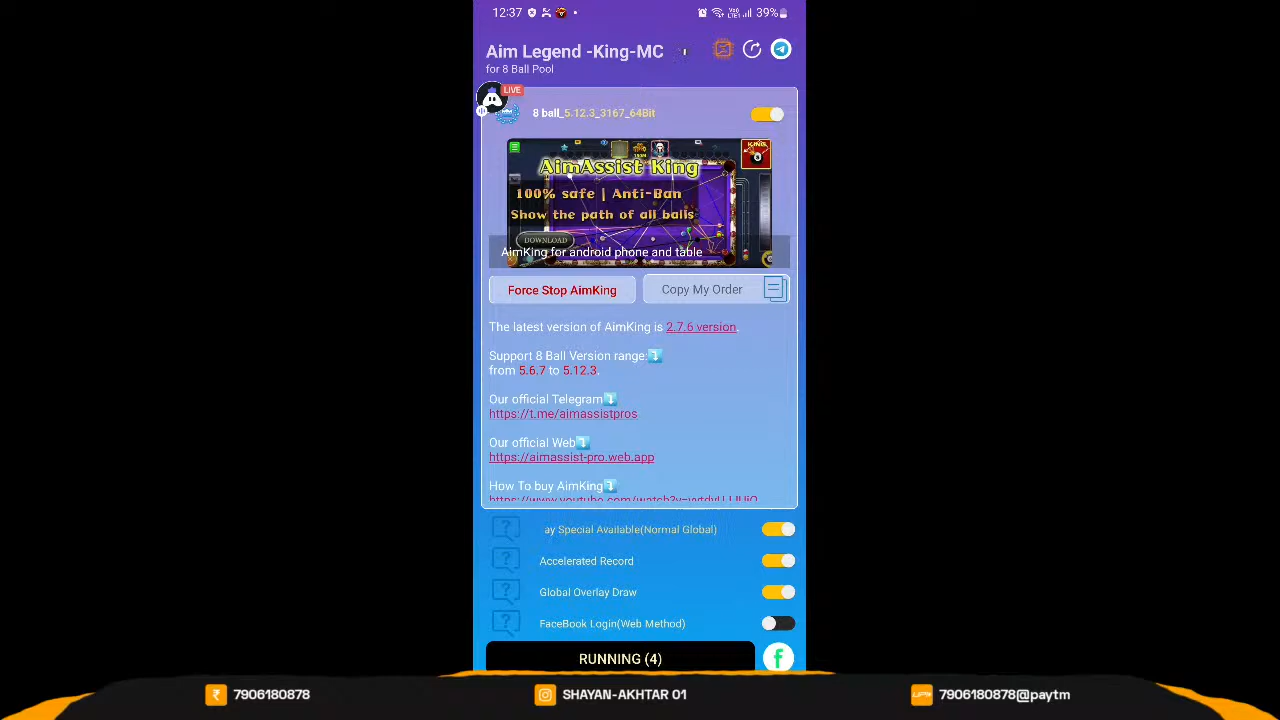 12:37
39%
Aim Legend -King-MC
for 8 Ball Pool
LIVE
8 ball_5.12.3_3167_64Bit
KING
AimAssist King
100% safe | Anti-Ban
Show the path of all balls
DOWNLOAD
AimKing for android phone and table
Force Stop AimKing
Copy My Order
The latest version of AimKing is 2.7.6 version.
Support 8 Ball Version range:
from 5.6.7 to 5.12.3.
Our official Telegram
https://t.me/aimassistpros
Our official Web
https://aimassist-pro.web.app
How To buy AimKing
ay Special Available(Normal Global)
Accelerated Record
Global Overlay Draw
FaceBook Login(Web Method)
RUNNING (4)
7906180878
SHAYAN-AKHTAR 01
7906180878@paytm